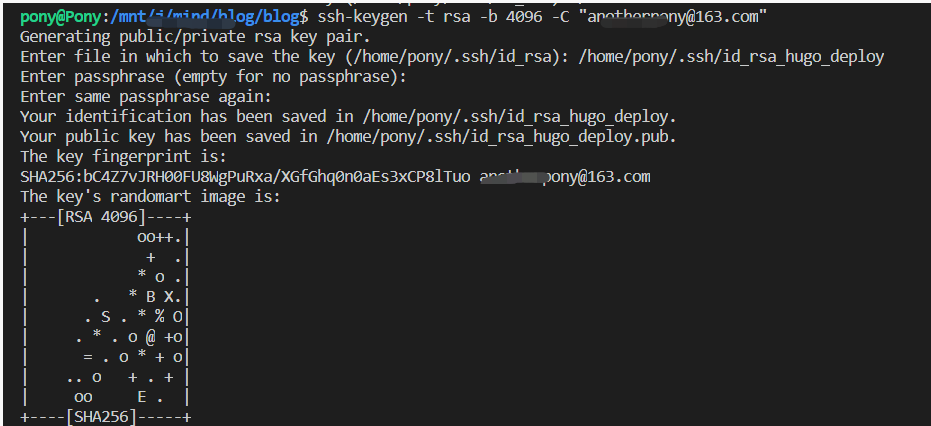 pony@Pony:/mnt/ /mind/blog/blog$ ssh-keygen -t rsa -b 4096 -C " pony@163.com"
Generating public/private rsa key pair.
Enter file in which to save the key (/home/pony/.ssh/id_rsa): /home/pony/.ssh/id_rsa_hugo_deploy
Enter passphrase (empty for no passphrase):
Enter same passphrase again:
Your identification has been saved in /home/pony/.ssh/id_rsa_hugo_deploy.
Your public key has been saved in /home/pony/.ssh/id_rsa_hugo_deploy.pub.
The key fingerprint is:
SHA256:bC4Z7vJRH00FU8WgPuRxa/XGfGhq0n0aEs3xCP8lTuo pony@163.com
The key's randomart image is:
+---[RSA 4096]----+
|            oo++.|
|             +  .|
|            * o .|
|       .   * B X.|
|      . S . * % O|
|     . * . o @ +o|
|      = . o * + o|
|    .. o   + . + |
|     oo     E .  |
+----[SHA256]-----+